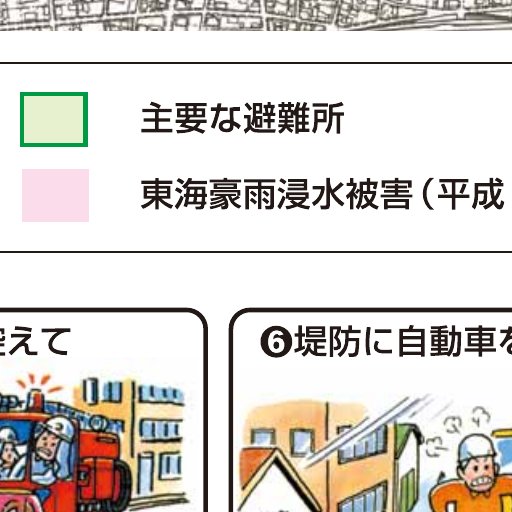 主要な避難所
東海豪雨浸水被害（平成
控えて
❻堤防に自動車を